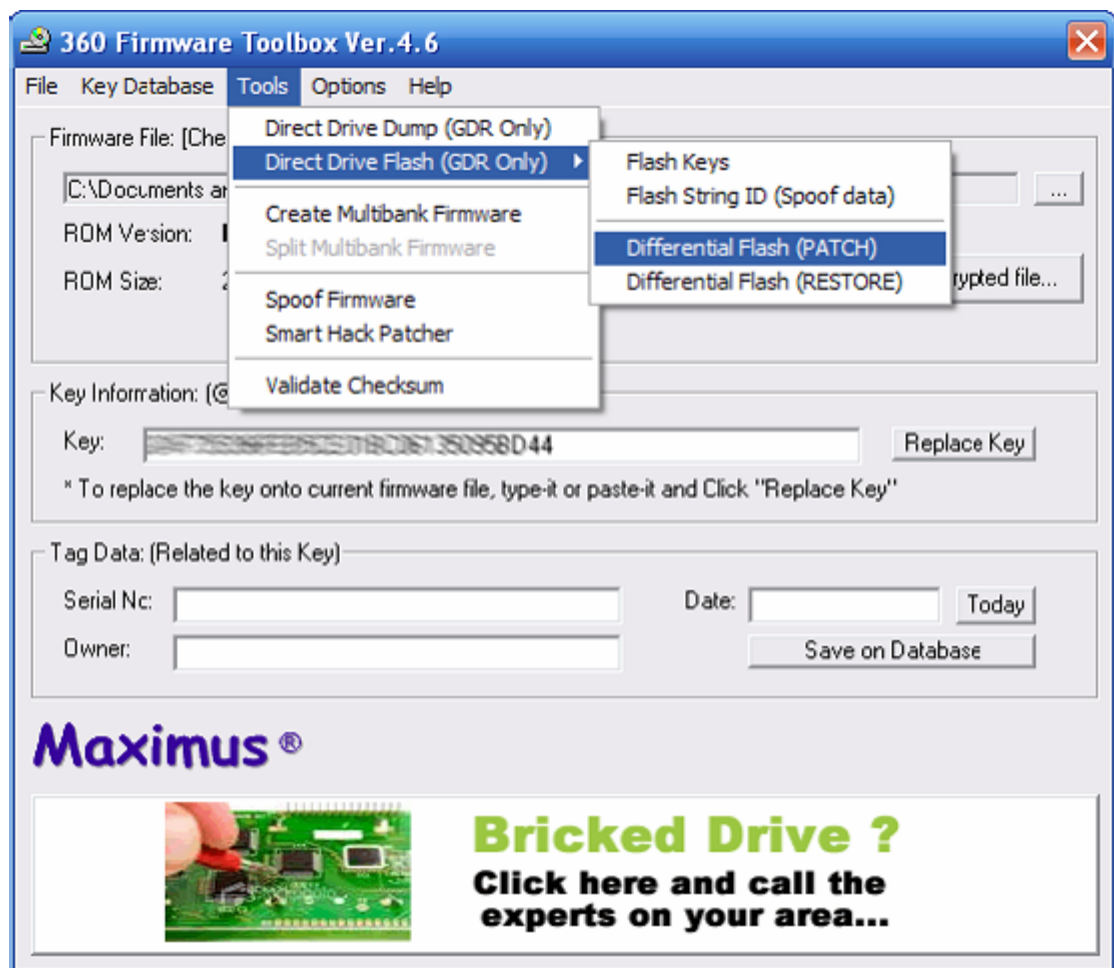 360 Firmware Toolbox Ver.4.6
File Key Database Tools Options Help
Direct Drive Dump (GDR Only)
Direct Drive Flash (GDR Only)
Create Multibank Firmware
Split Multibank Firmware
Spoof Firmware
Smart Hack Patcher
Validate Checksum
Flash Keys
Flash String ID (Spoof data)
Differential Flash (PATCH)
Differential Flash (RESTORE)
Firmware File: [Che
C:\Documents ar
...
ROM Version:
ROM Size:
rypted file...
Key Information: (@
Key: 35095BD44 Replace Key
* To replace the key onto current firmware file, type-it or paste-it and Click "Replace Key"
Tag Data: (Related to this Key)
Serial No: Date: Today
Owner: Save on Database
Maximus ®
Bricked Drive ?
Click here and call the
experts on your area...